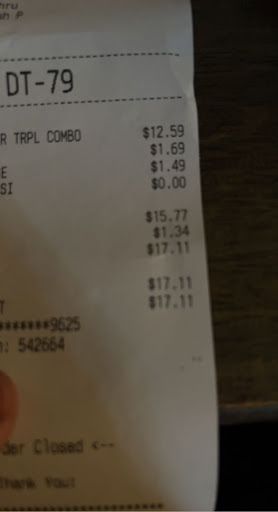 hru
ah P
DT-79
R TRPL COMBO $12.59
$1.69
E $1.49
SI $0.00
$15.77
$1.34
$17.11
$17.11
T $17.11
*******9625
n: 542664
der Closed <--
Thank You!